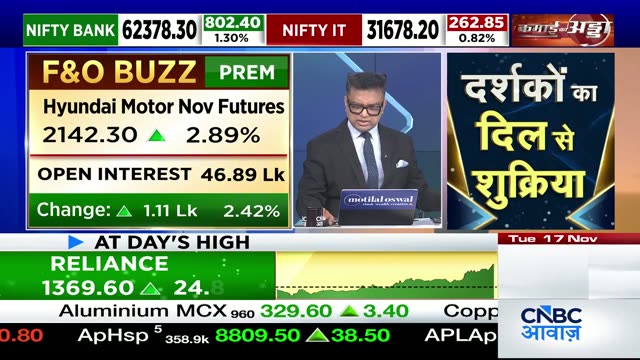 NIFTY BANK 62378.30 802.40 1.30%
NIFTY IT 31678.20 262.85 0.82%
कमाई का अड्डा
F&O BUZZ PREM
Hyundai Motor Nov Futures
2142.30 ▲ 2.89%
OPEN INTEREST 46.89 Lk
Change: ▲ 1.11 Lk 2.42%
motilal oswal
दर्शकों का
दिल से
शुक्रिया
AT DAY'S HIGH
Tue 17 Nov
RELIANCE
1369.60 ▲ 24.8
Aluminium MCX 960 329.60 ▲ 3.40 Copp
CNBC
आवाज़
0.80 ApHsp 5 358.9k 8809.50 ▲ 38.50 APLAp